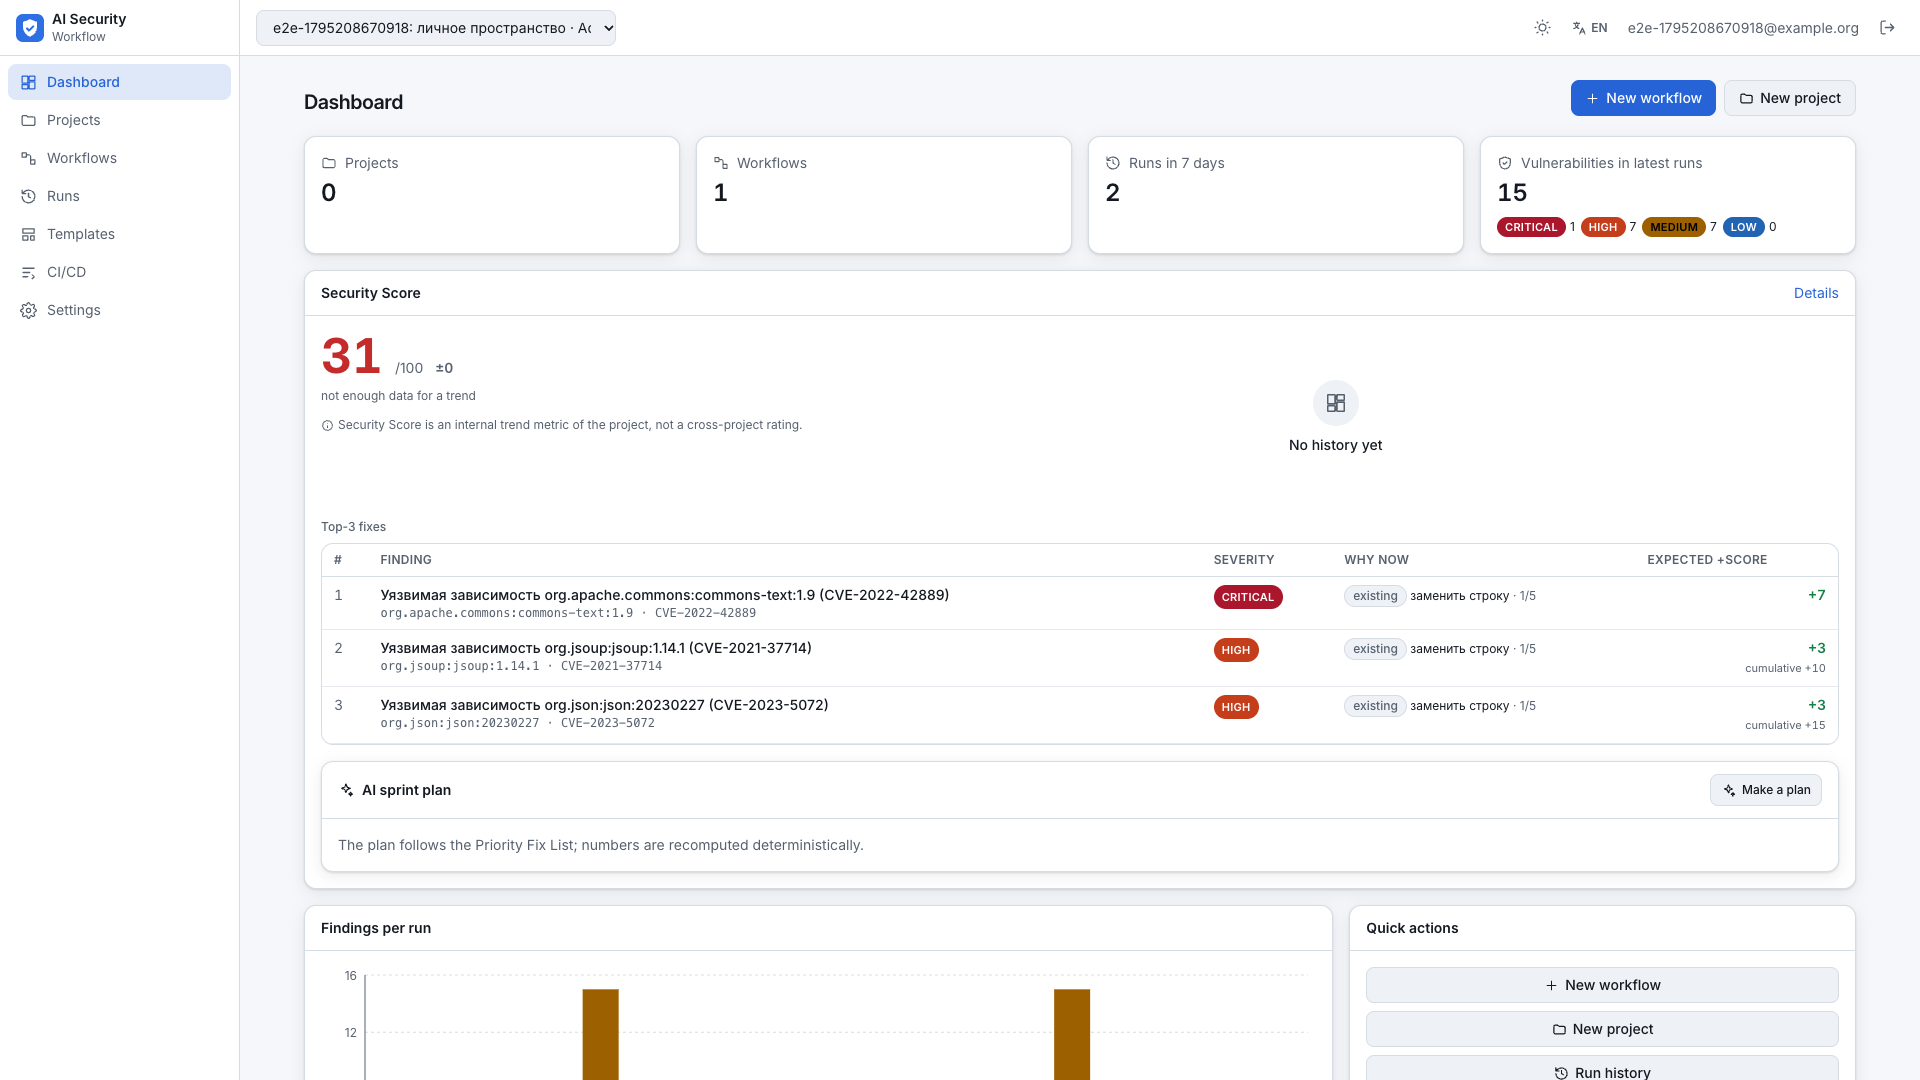 AI Security
Workflow
e2e-1795208670918: личное пространство · Ac
EN
e2e-1795208670918@example.org
Dashboard
Projects
Workflows
Runs
Templates
CI/CD
Settings
Dashboard
New workflow
New project
Projects
0
Workflows
1
Runs in 7 days
2
Vulnerabilities in latest runs
15
CRITICAL 1 HIGH 7 MEDIUM 7 LOW 0
Security Score
Details
31 /100 ±0
not enough data for a trend
Security Score is an internal trend metric of the project, not a cross-project rating.
No history yet
Top-3 fixes
# FINDING SEVERITY WHY NOW EXPECTED +SCORE
1 Уязвимая зависимость org.apache.commons:commons-text:1.9 (CVE-2022-42889) CRITICAL existing заменить строку · 1/5 +7
org.apache.commons:commons-text:1.9 · CVE-2022-42889
2 Уязвимая зависимость org.jsoup:jsoup:1.14.1 (CVE-2021-37714) HIGH existing заменить строку · 1/5 +3
org.jsoup:jsoup:1.14.1 · CVE-2021-37714 cumulative +10
3 Уязвимая зависимость org.json:json:20230227 (CVE-2023-5072) HIGH existing заменить строку · 1/5 +3
org.json:json:20230227 · CVE-2023-5072 cumulative +15
AI sprint plan
Make a plan
The plan follows the Priority Fix List; numbers are recomputed deterministically.
Findings per run
16
12
Quick actions
New workflow
New project
Run history